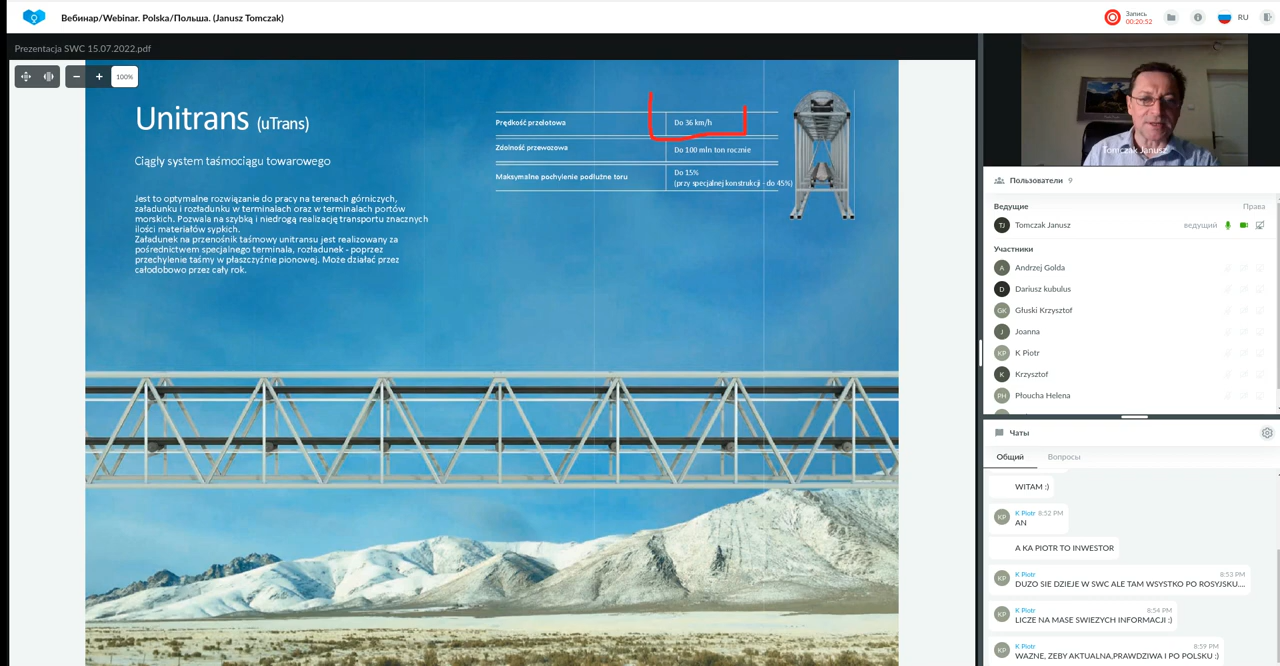 Вебинар/Webinar. Polska/Польша. (Janusz Tomczak)
Запись
00:20:52
RU
Prezentacja SWC 15.07.2022.pdf
100%
Unitrans (uTrans)
Ciągły system taśmociągu towarowego
Jest to optymalne rozwiązanie do pracy na terenach górniczych,
załadunku i rozładunku w terminalach oraz w terminalach portów
morskich. Pozwala na szybką i niedrogą realizację transportu znacznych
ilości materiałów sypkich.
Załadunek na przenośnik taśmowy unitransu jest realizowany za
pośrednictwem specjalnego terminala, rozładunek - poprzez
przechylenie taśmy w płaszczyźnie pionowej. Może działać przez
całodobowo przez cały rok.
Prędkość przelotowa
Do 36 km/h
Zdolność przewozowa
Do 100 mln ton rocznie
Maksymalne pochylenie podłużne toru
Do 15%
(przy specjalnej konstrukcji - do 45%)
Tomczak Janusz
Пользователи 9
Ведущие Права
TJ Tomczak Janusz ведущий
Участники
A Andrzej Golda
D Dariusz kubulus
GK Głuski Krzysztof
J Joanna
KP K Piotr
K Krzysztof
PH Płoucha Helena
Чаты
Общий Вопросы
WITAM :)
KP K Piotr 8:52 PM
AN
A KA PIOTR TO INWESTOR
KP K Piotr 8:53 PM
DUZO SIE DZIEJE W SWC ALE TAM WSYSTKO PO ROSYJSKU....
KP K Piotr 8:54 PM
LICZE NA MASE SWIEZYCH INFORMACJI :)
KP K Piotr 8:59 PM
WAZNE, ZEBY AKTUALNA,PRAWDZIWA I PO POLSKU :)